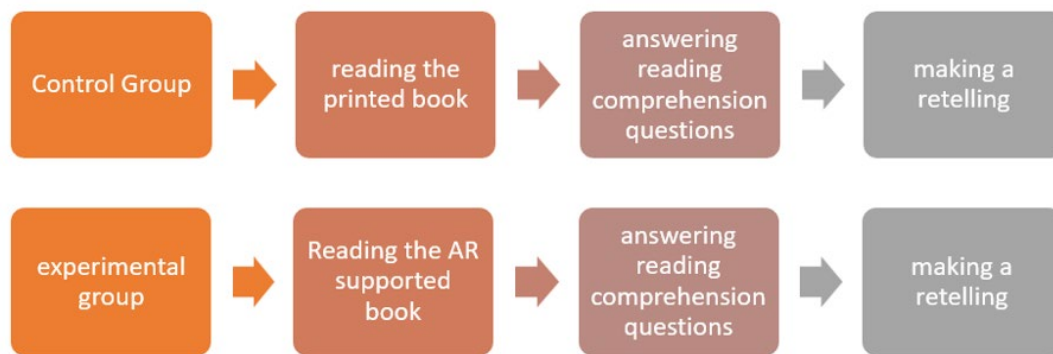 Control Group
reading the
printed book
answering
reading
comprehension
questions
making a
retelling
experimental
group
Reading the AR
supported
book
answering
reading
comprehension
questions
making a
retelling